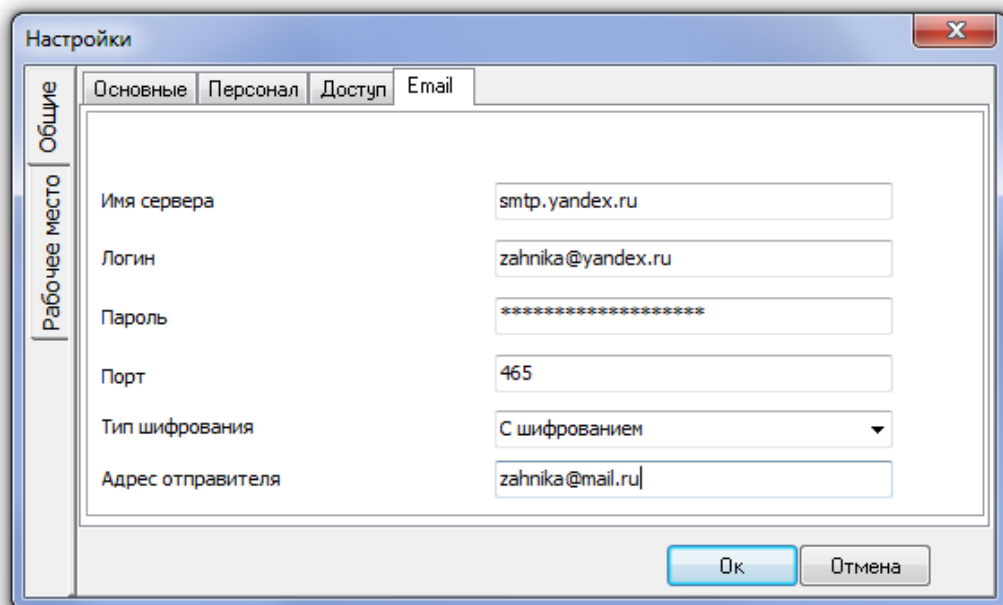 Настройки
Общие
Рабочее место
Основные Персонал Доступ Email
Имя сервера smtp.yandex.ru
Логин zahnika@yandex.ru
Пароль *******************
Порт 465
Тип шифрования С шифрованием
Адрес отправителя zahnika@mail.ru
Ок Отмена